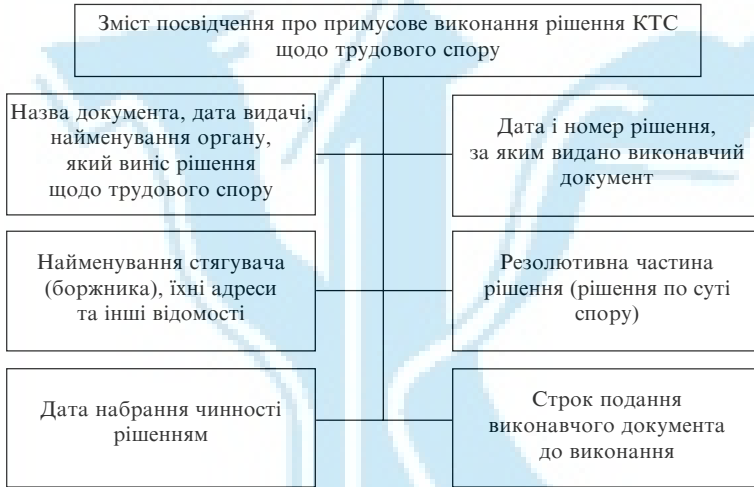 Зміст посвідчення про примусове виконання рішення КТС
щодо трудового спору
Назва документа, дата видачі,
найменування органу,
який виніс рішення
щодо трудового спору
Дата і номер рішення,
за яким видано виконавчий
документ
Найменування стягувача
(боржника), їхні адреси
та інші відомості
Резолютивна частина
рішення (рішення по суті
спору)
Дата набрання чинності
рішенням
Строк подання
виконавчого документа
до виконання